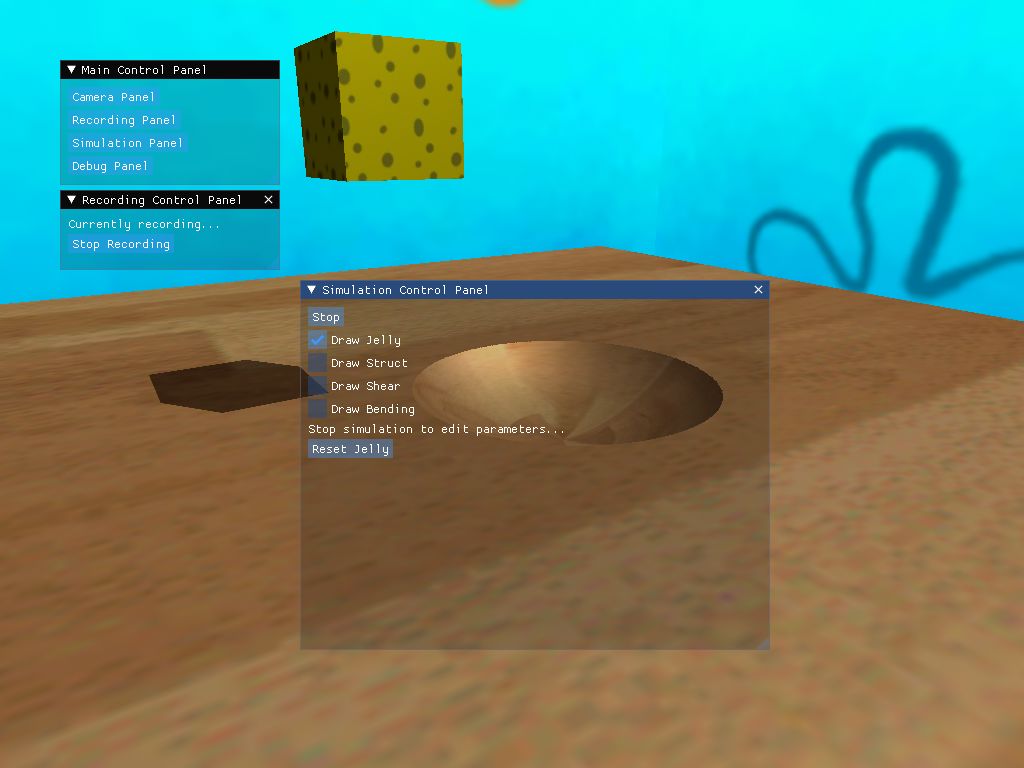 Main Control Panel
Camera Panel
Recording Panel
Simulation Panel
Debug Panel
Recording Control Panel
Currently recording...
Stop Recording
Simulation Control Panel
Stop
Draw Jelly
Draw Struct
Draw Shear
Draw Bending
Stop simulation to edit parameters...
Reset Jelly